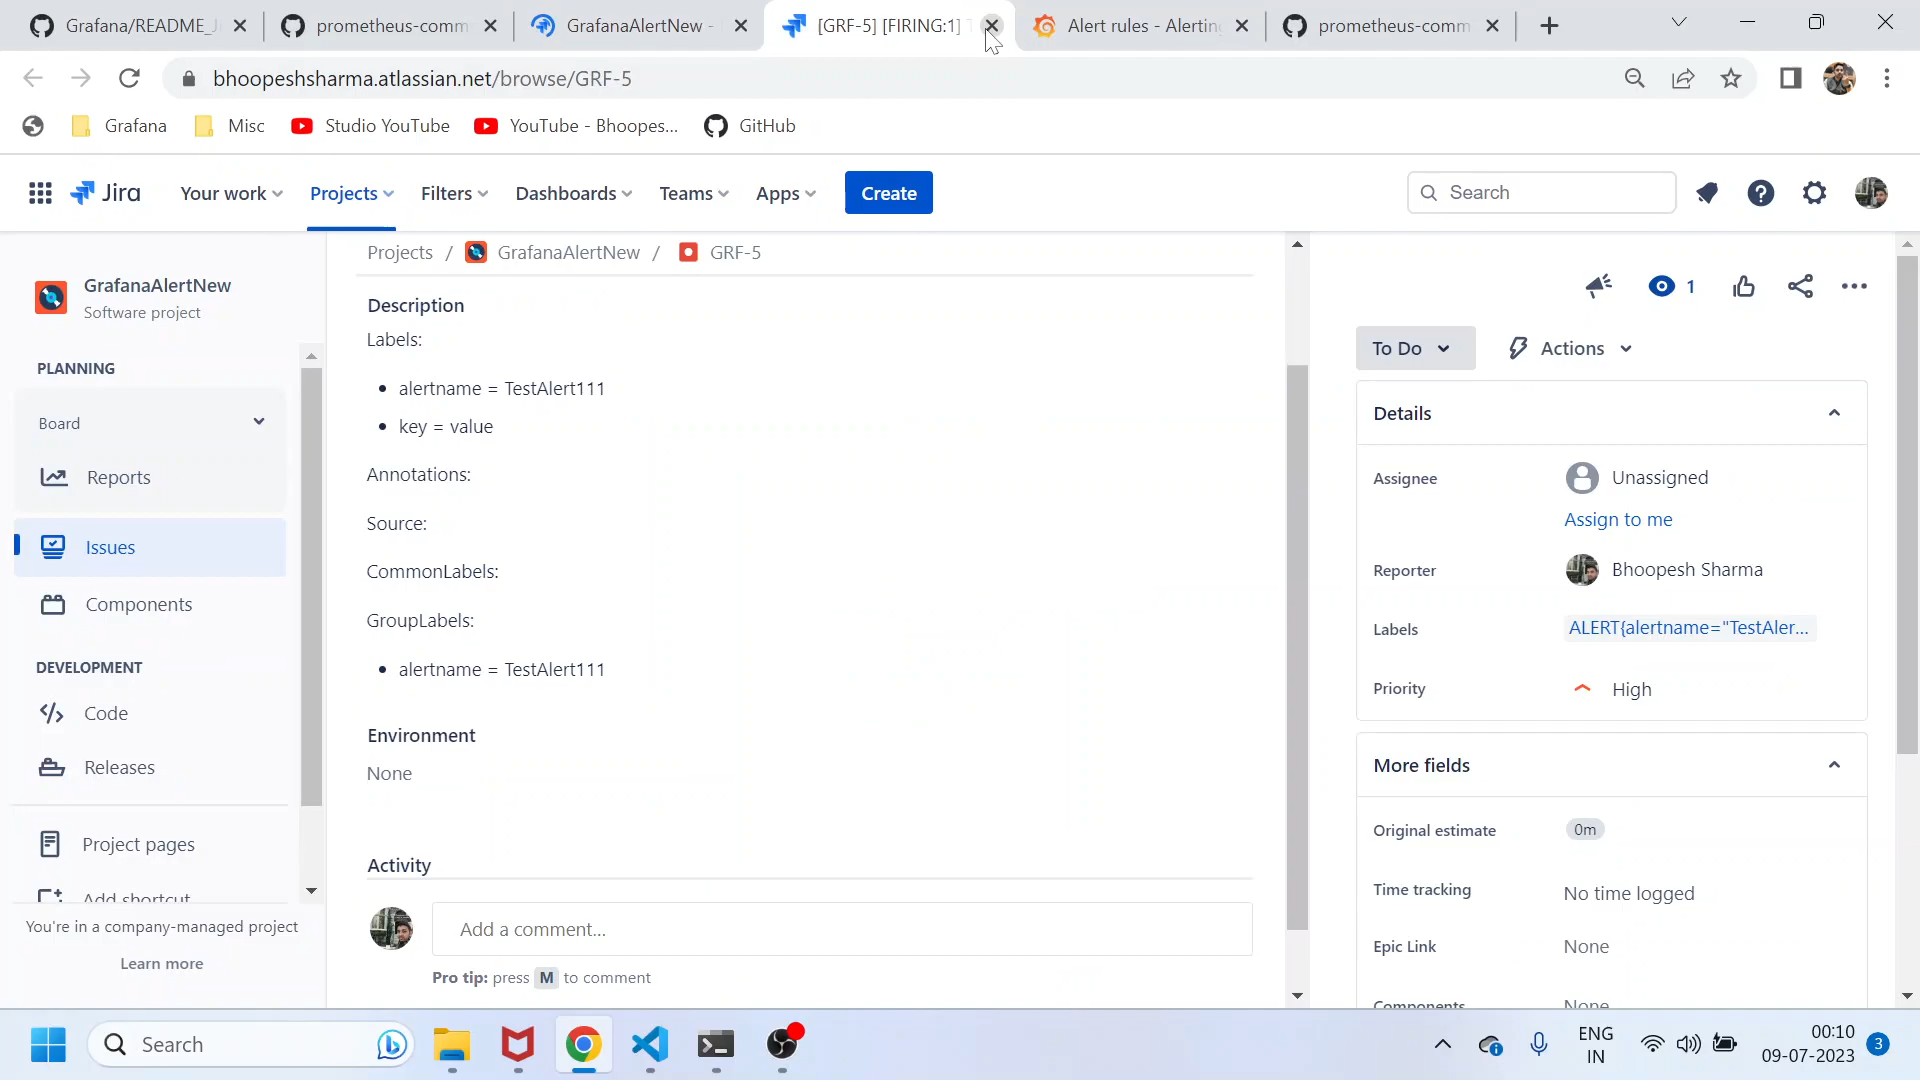 Grafana/README_J
prometheus-comm
GrafanaAlertNew -
[GRF-5] [FIRING:1] T
Alert rules - Alerting
prometheus-comm
bhoopeshsharma.atlassian.net/browse/GRF-5
Grafana
Misc
Studio YouTube
YouTube - Bhoopes...
GitHub
Jira
Your work
Projects
Filters
Dashboards
Teams
Apps
Create
Search
GrafanaAlertNew
Software project
PLANNING
Board
Reports
Issues
Components
DEVELOPMENT
Code
Releases
Project pages
Add shortcut
You're in a company-managed project
Learn more
Projects / GrafanaAlertNew / GRF-5
Description
Labels:
• alertname = TestAlert111
• key = value
Annotations:
Source:
CommonLabels:
GroupLabels:
• alertname = TestAlert111
Environment
None
Activity
Add a comment...
Pro tip: press M to comment
1
To Do
Actions
Details
Assignee
Unassigned
Assign to me
Reporter
Bhoopesh Sharma
Labels
ALERT{alertname="TestAler...
Priority
High
More fields
Original estimate
0m
Time tracking
No time logged
Epic Link
None
Components
None
Search
ENG
IN
00:10
09-07-2023
3